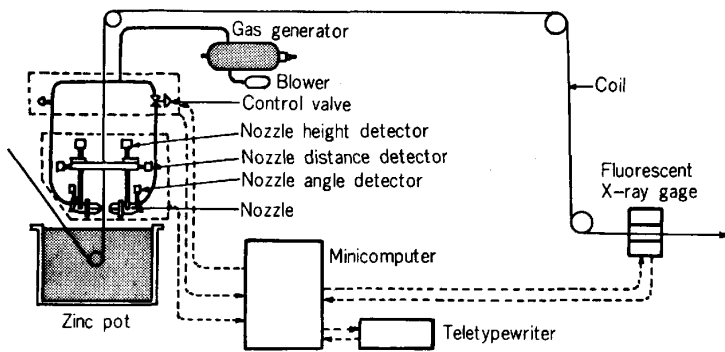 Gas generator
Blower
Control valve
Coil
Nozzle height detector
Nozzle distance detector
Nozzle angle detector
Nozzle
Fluorescent
X-ray gage
Minicomputer
Zinc pot
Teletypewriter